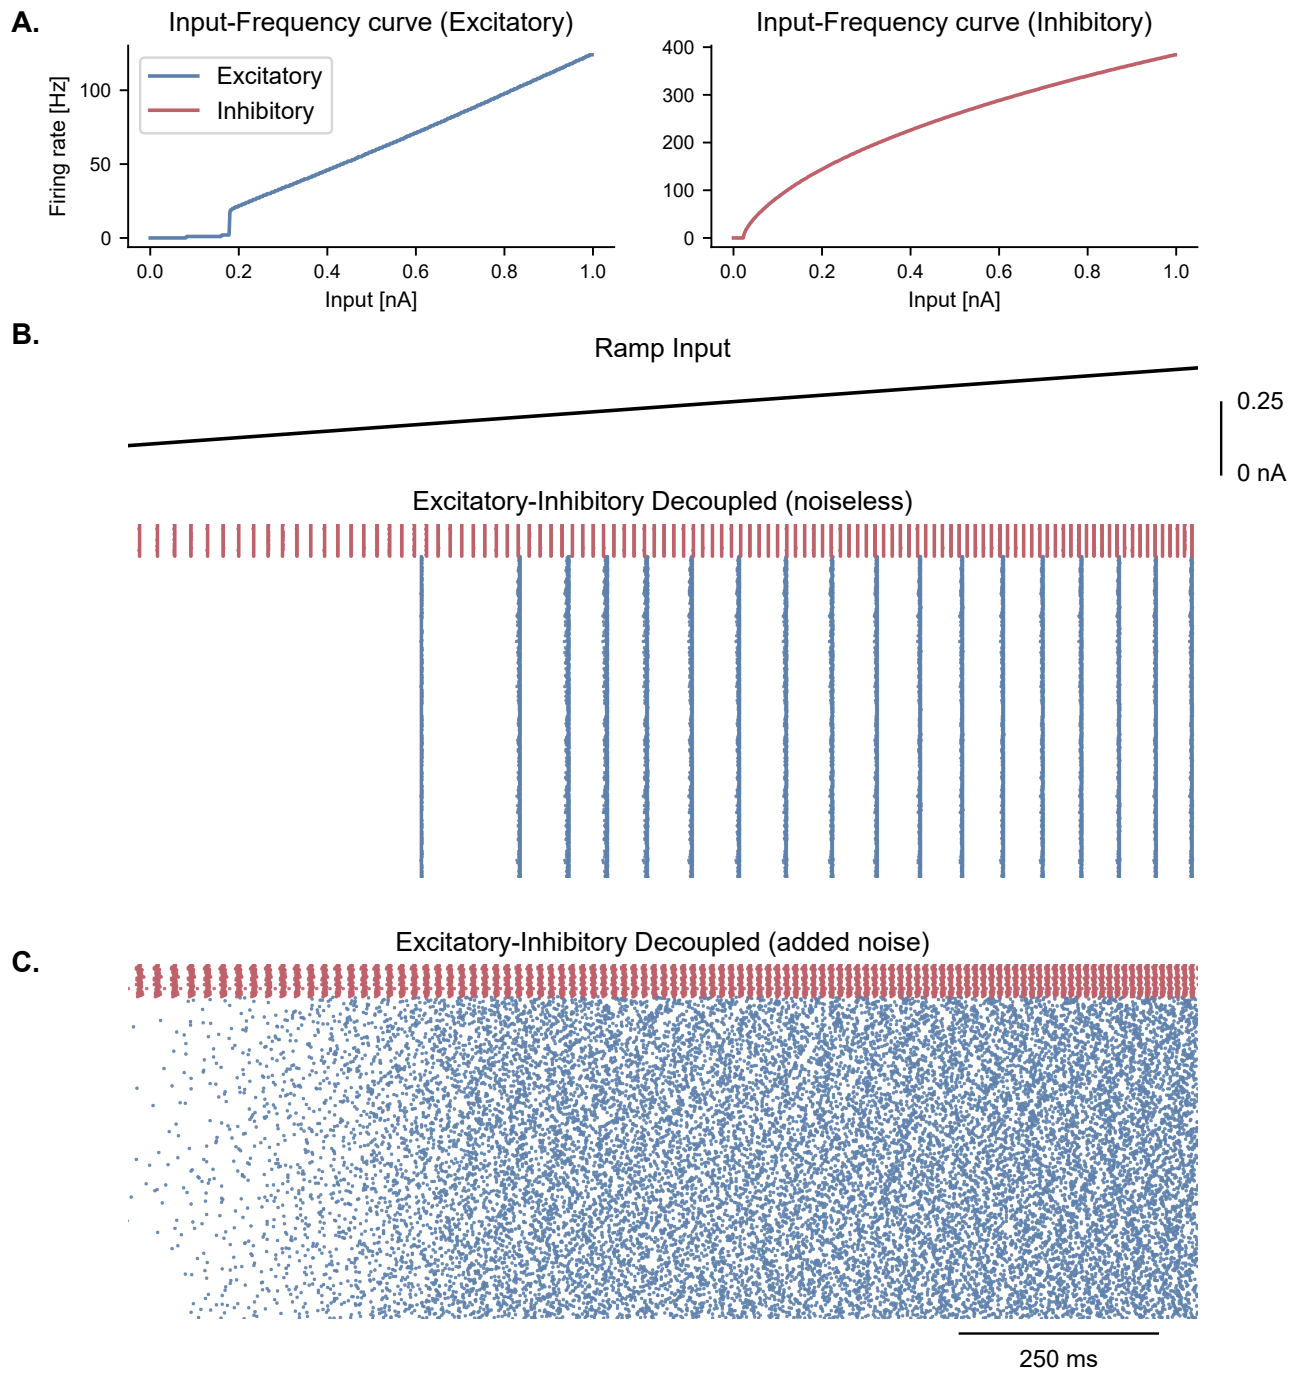 A.
Input-Frequency curve (Excitatory)
Input-Frequency curve (Inhibitory)
Firing rate [Hz]
100
50
0
Excitatory
Inhibitory
0.0 0.2 0.4 0.6 0.8 1.0
Input [nA]
400
300
200
100
0
0.0 0.2 0.4 0.6 0.8 1.0
Input [nA]
B.
Ramp Input
0.25
0 nA
Excitatory-Inhibitory Decoupled (noiseless)
C.
Excitatory-Inhibitory Decoupled (added noise)
250 ms